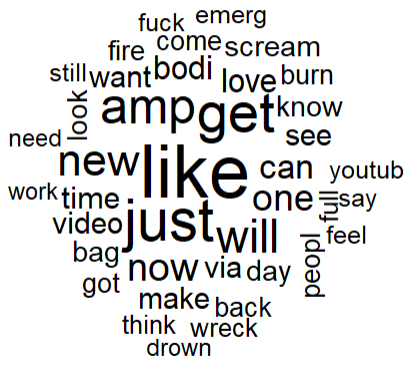 fuck emerg
fire come scream
still want bodi love burn
look amp get know
need see
new like can youtub
work time one full say
video just will peopl feel
bag now via day
got make back
think wreck
drown